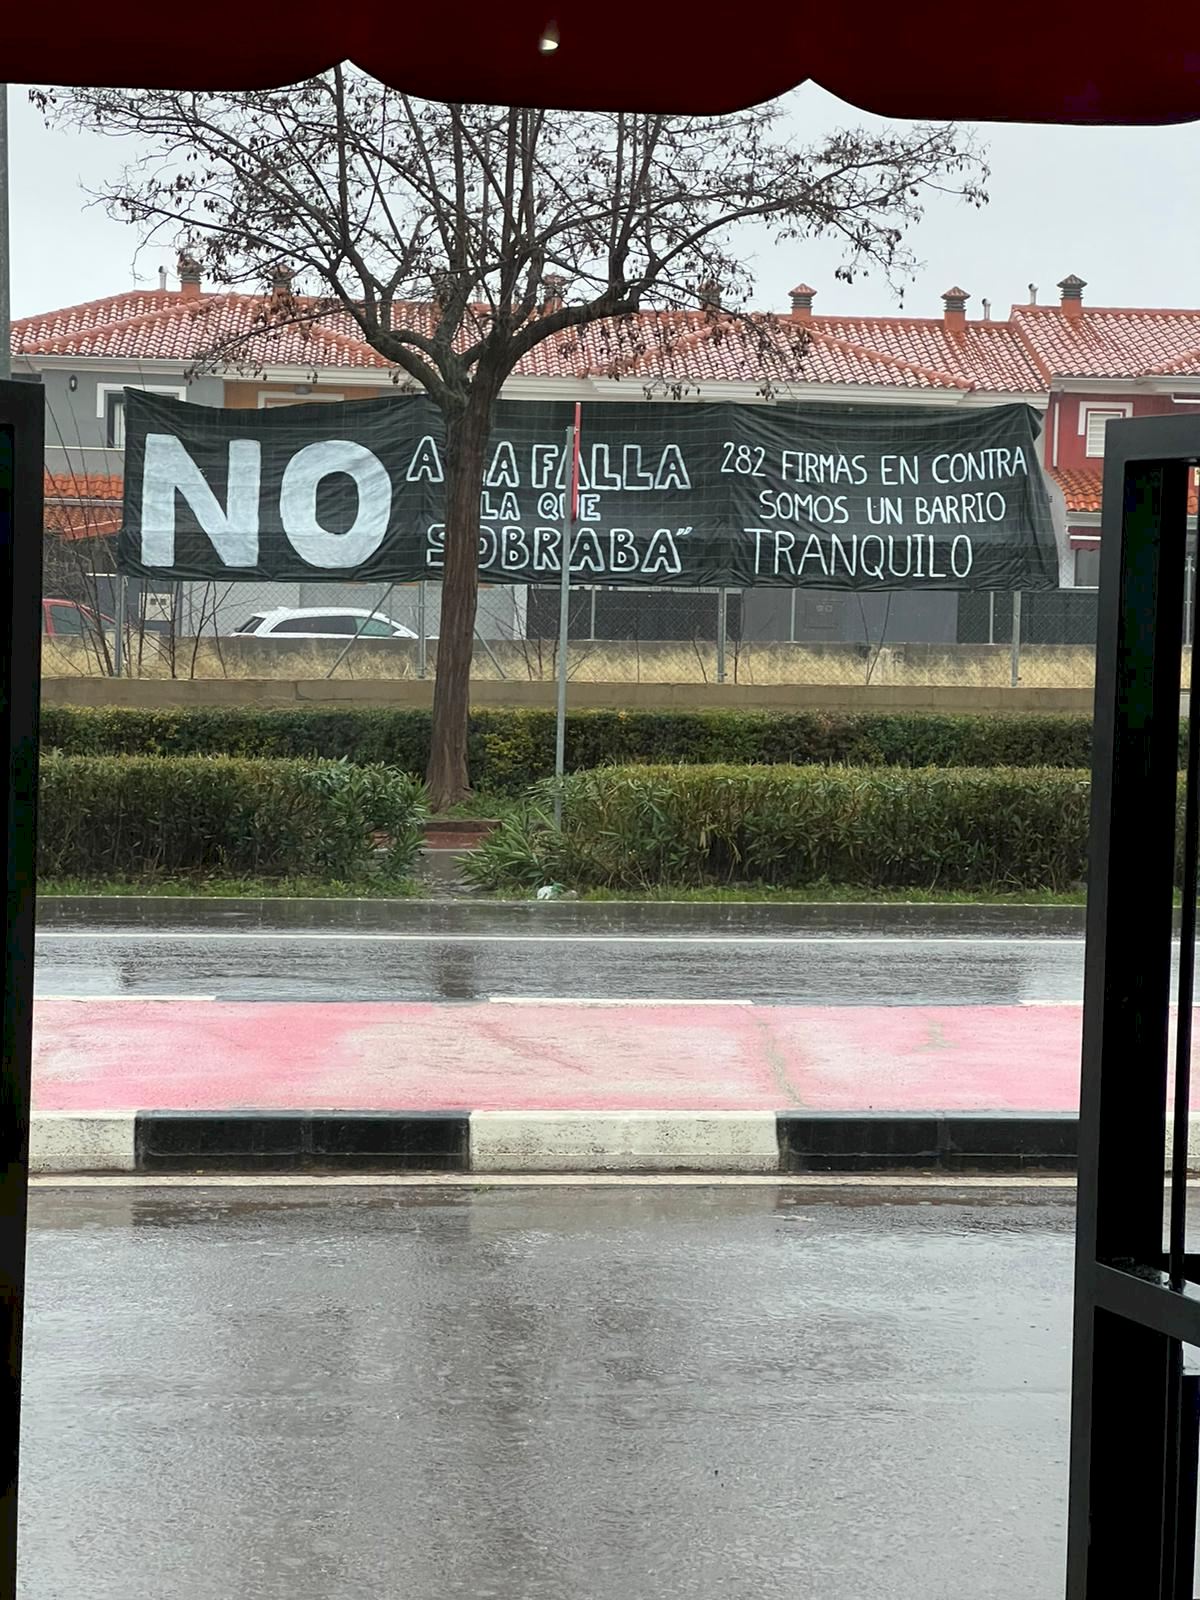 NO
A LA FALLA
"LA QUE
SOBRABA"
282 FIRMAS EN CONTRA
SOMOS UN BARRIO
TRANQUILO